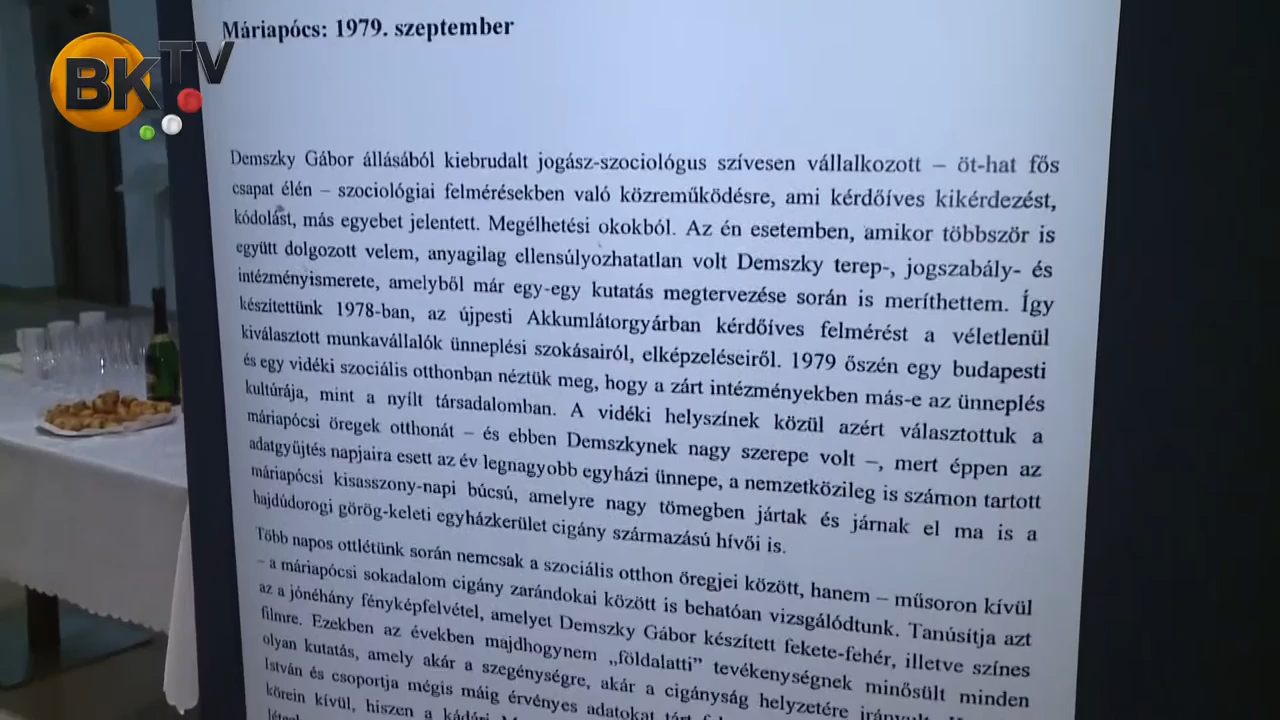 BKTV
Máriapócs: 1979. szeptember
Demszky Gábor állásából kiebrudalt jogász-szociológus szívesen vállalkozott – öt-hat fős
csapat élén – szociológiai felmérésekben való közreműködésre, ami kérdőíves kikérdezést,
kódolást, más egyebet jelentett. Megélhetési okokból. Az én esetemben, amikor többször is
együtt dolgozott velem, anyagilag ellensúlyozhatatlan volt Demszky terep-, jogszabály- és
intézményismerete, amelyből már egy-egy kutatás megtervezése során is meríthettem. Így
készítettünk 1978-ban, az újpesti Akkumlátorgyárban kérdőíves felmérést a véletlenül
kiválasztott munkavállalók ünneplési szokásairól, elképzeléseiről. 1979 őszén egy budapesti
és egy vidéki szociális otthonban néztük meg, hogy a zárt intézményekben más-e az ünneplés
kultúrája, mint a nyílt társadalomban. A vidéki helyszínek közül azért választottuk a
máriapócsi öregek otthonát – és ebben Demszkynek nagy szerepe volt –, mert éppen az
adatgyűjtés napjaira esett az év legnagyobb egyházi ünnepe, a nemzetközileg is számon tartott
máriapócsi kisasszony-napi búcsú, amelyre nagy tömegben jártak és járnak el ma is a
hajdúdorogi görög-keleti egyházkerület cigány származású hívői is.
Több napos ottlétünk során nemcsak a szociális otthon öregjei között, hanem – műsoron kívül
– a máriapócsi sokadalom cigány zarándokai között is behatóan vizsgálódtunk. Tanúsítja azt
az a jónéhány fényképfelvétel, amelyet Demszky Gábor készített fekete-fehér, illetve színes
filmre. Ezekben az években majdhogynem „földalatti” tevékenységnek minősült minden
olyan kutatás, amely akár a szegénységre, akár a cigányság helyzetére
István és csoportja mégis máig érvényes adatokat
körein kívül, hiszen a